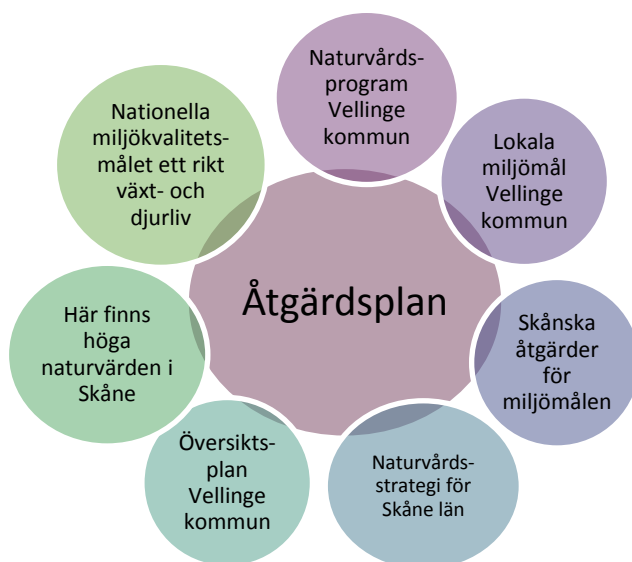 Naturvårds-
program
Vellinge
kommun
Lokala
miljömål
Vellinge
kommun
Skånska
åtgärder
för
miljömålen
Naturvårds-
strategi för
Skåne län
Översikts-
plan
Vellinge
kommun
Här finns
höga
naturvärden i
Skåne
Nationella
miljökvalitets-
målet ett rikt
växt- och
djurliv
Åtgärdsplan